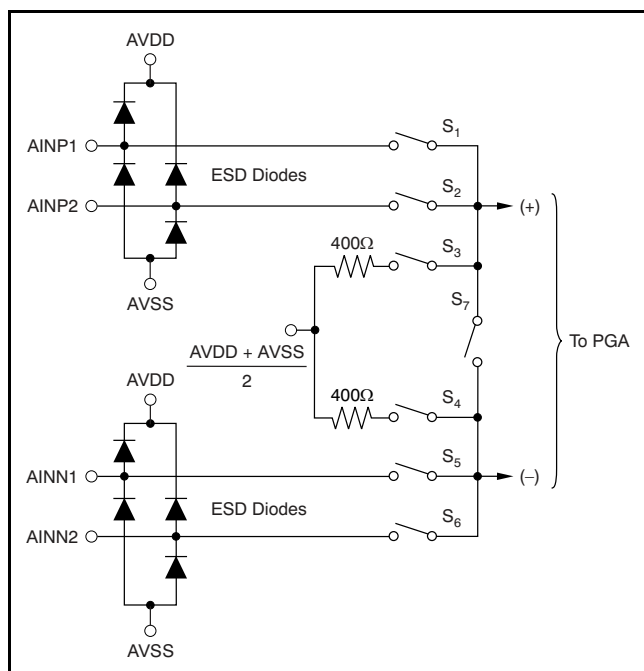 AVDD
AINP1
S1
ESD Diodes
AINP2
S2
(+)
400Ω
S3
AVSS
S7
To PGA
AVDD + AVSS
2
AVDD
400Ω
S4
AINN1
S5
(–)
ESD Diodes
AINN2
S6
AVSS